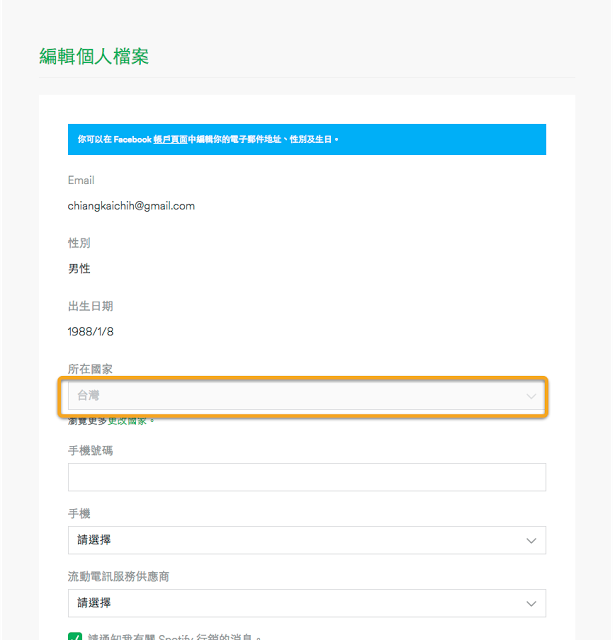 編輯個人檔案
你可以在 Facebook 帳戶頁面中編輯你的電子郵件地址、性別及生日。
Email
chiangkaichih@gmail.com
性別
男性
出生日期
1988/1/8
所在國家
台灣
瀏覽更多更改國家。
手機號碼
手機
請選擇
流動電訊服務供應商
請選擇
請通知我有關 Spotify 行銷的消息。